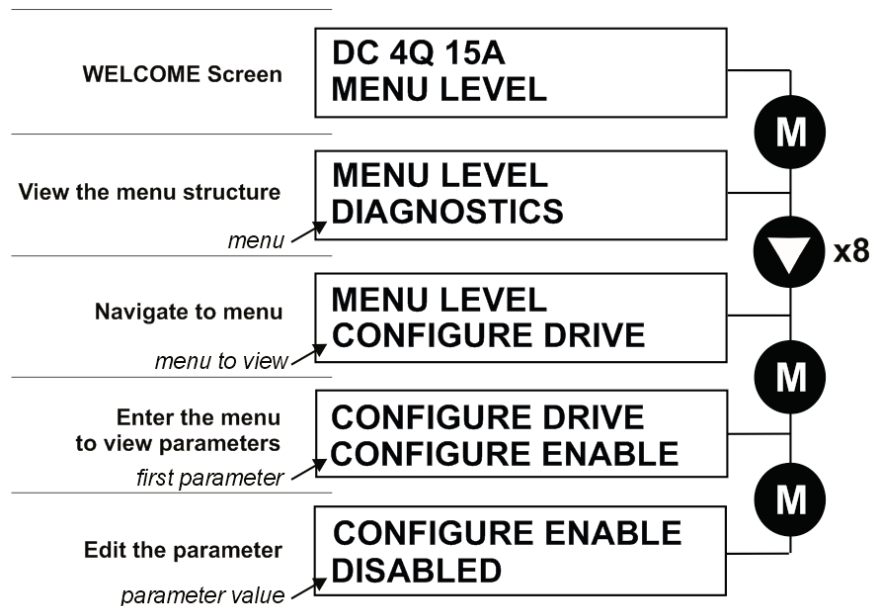 WELCOME Screen
DC 4Q 15A
MENU LEVEL
M
View the menu structure
menu
MENU LEVEL
DIAGNOSTICS
x8
Navigate to menu
menu to view
MENU LEVEL
CONFIGURE DRIVE
M
Enter the menu
to view parameters
first parameter
CONFIGURE DRIVE
CONFIGURE ENABLE
M
Edit the parameter
parameter value
CONFIGURE ENABLE
DISABLED